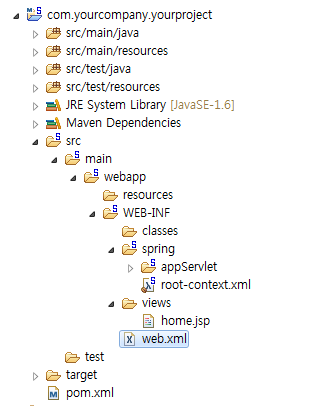 com.yourcompany.yourproject
src/main/java
src/main/resources
src/test/java
src/test/resources
JRE System Library [JavaSE-1.6]
Maven Dependencies
src
main
webapp
resources
WEB-INF
classes
spring
appServlet
root-context.xml
views
home.jsp
web.xml
test
target
pom.xml